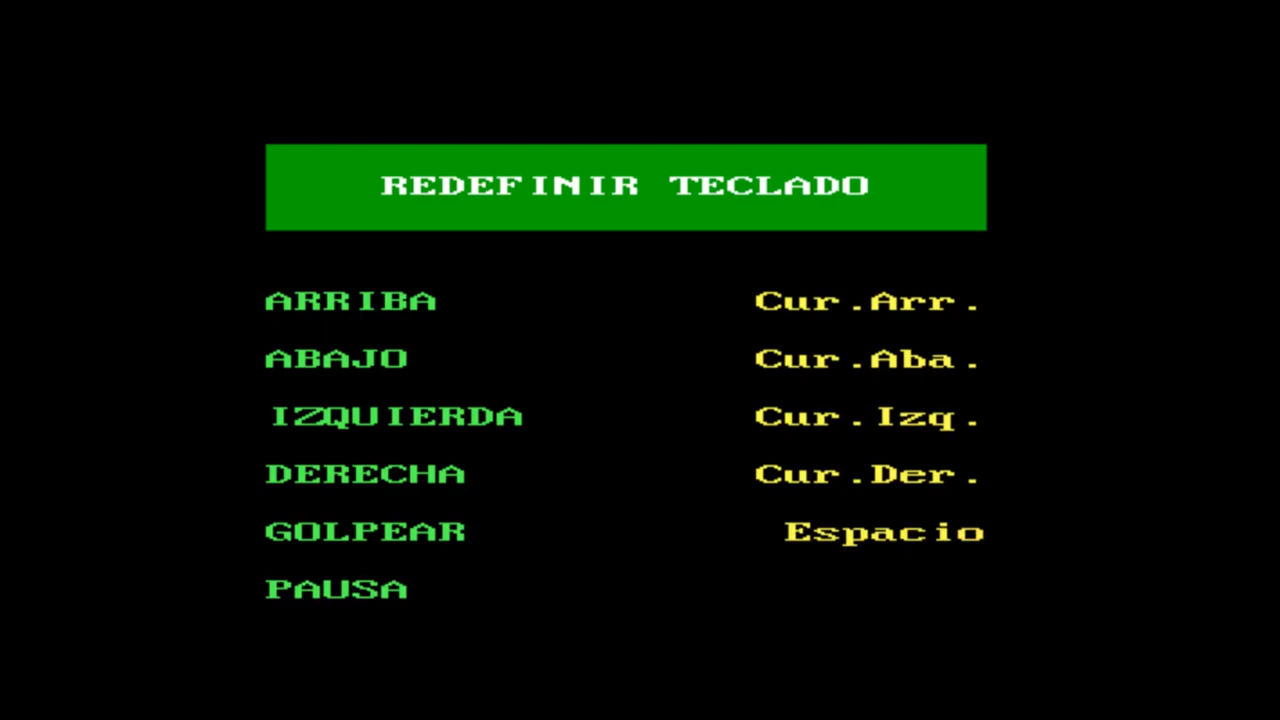 REDEFINIR TECLADO
ARRIBA Cur.Arr.
ABAJO Cur.Aba.
IZQUIERDA Cur.Izq.
DERECHA Cur.Der.
GOLPEAR Espacio
PAUSA